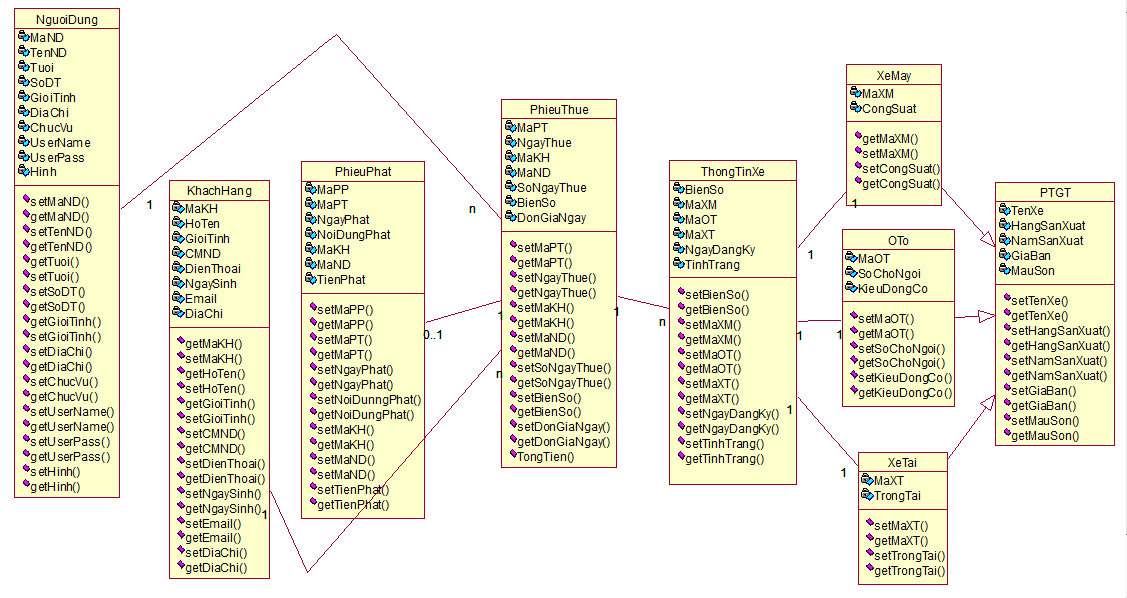 NguoiDung
MaND
TenND
Tuoi
SoDT
GioiTinh
DiaChi
ChucVu
UserName
UserPass
Hinh
setMaND()
getMaND()
setTenND()
getTenND()
getTuoi()
setTuoi()
setSoDT()
getSoDT()
getGioiTinh()
setGioiTinh()
setDiaChi()
getDiaChi()
setChucVu()
getChucVu()
setUserName()
getUserName()
setUserPass()
getUserPass()
setHinh()
getHinh()
1
n
KhachHang
MaKH
HoTen
GioiTinh
CMND
DienThoai
NgaySinh
Email
DiaChi
getMaKH()
setMaKH()
getHoTen()
setHoTen()
getGioiTinh()
setGioiTinh()
setCMND()
getCMND()
setDienThoai()
getDienThoai()
setNgaySinh()
getNgaySinh()
setEmail()
getEmail()
setDiaChi()
getDiaChi()
1
n
PhieuPhat
MaPP
MaPT
NgayPhat
NoiDungPhat
MaKH
MaND
TienPhat
setMaPP()
getMaPP()
setMaPT()
getMaPT()
setNgayPhat()
getNgayPhat()
setNoiDunngPhat()
getNoiDungPhat()
setMaKH()
getMaKH()
setMaND()
setMaND()
setTienPhat()
getTienPhat()
0..1
1
PhieuThue
MaPT
NgayThue
MaKH
MaND
SoNgayThue
BienSo
DonGiaNgay
setMaPT()
getMaPT()
setNgayThue()
getNgayThue()
setMaKH()
getMaKH()
setMaND()
getMaND()
setSoNgayThue()
getSoNgayThue()
setBienSo()
getBienSo()
setDonGiaNgay()
getDonGiaNgay()
TongTien()
1
n
ThongTinXe
BienSo
MaXM
MaOT
MaXT
NgayDangKy
TinhTrang
setBienSo()
getBienSo()
setMaXM()
getMaXM()
setMaOT()
getMaOT()
setMaXT()
getMaXT()
setNgayDangKy()
getNgayDangKy()
setTinhTrang()
getTinhTrang()
1
1
1
1
1
1
XeMay
MaXM
CongSuat
getMaXM()
setMaXM()
setCongSuat()
getCongSuat()
OTo
MaOT
SoChoNgoi
KieuDongCo
setMaOT()
getMaOT()
setSoChoNgoi()
getSoChoNgoi()
setKieuDongCo()
getKieuDongCo()
XeTai
MaXT
TrongTai
setMaXT()
getMaXT()
setTrongTai()
getTrongTai()
PTGT
TenXe
HangSanXuat
NamSanXuat
GiaBan
MauSon
setTenXe()
getTenXe()
setHangSanXuat()
getHangSanXuat()
setNamSanXuat()
getNamSanXuat()
setGiaBan()
getGiaBan()
setMauSon()
getMauSon()